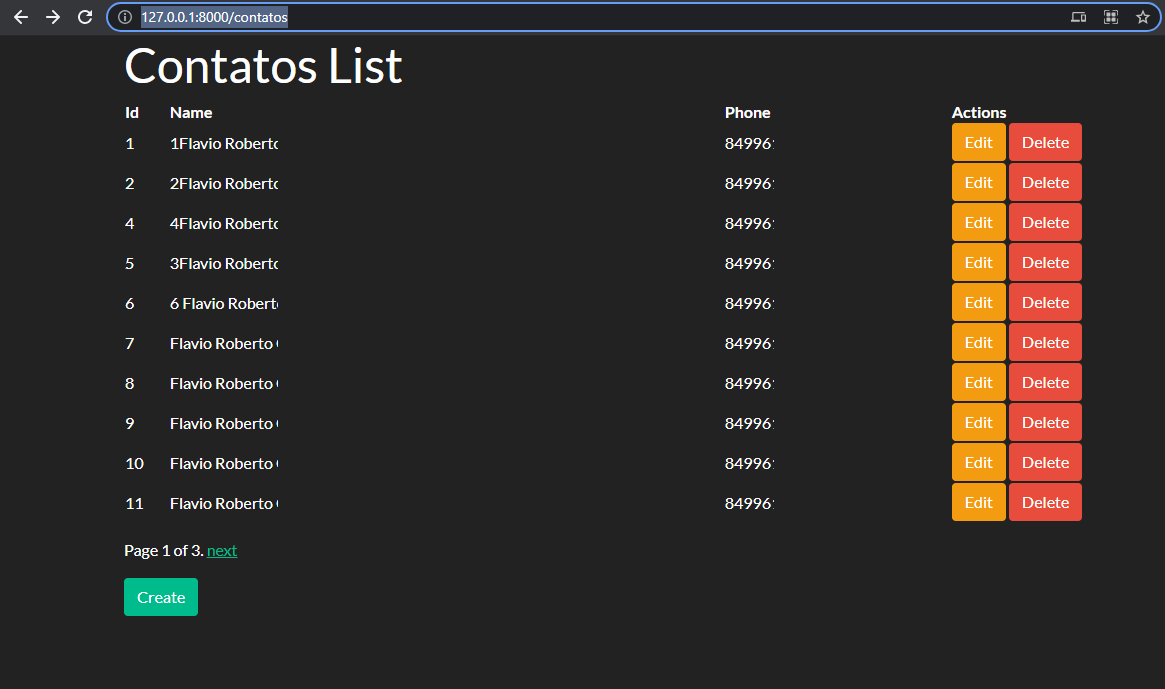 127.0.0.1:8000/contatos
Contatos List
Id Name Phone Actions
1 1Flavio Roberto 84996 Edit Delete
2 2Flavio Roberto 84996 Edit Delete
4 4Flavio Roberto 84996 Edit Delete
5 3Flavio Roberto 84996 Edit Delete
6 6 Flavio Roberto 84996 Edit Delete
7 Flavio Roberto 84996 Edit Delete
8 Flavio Roberto 84996 Edit Delete
9 Flavio Roberto 84996 Edit Delete
10 Flavio Roberto 84996 Edit Delete
11 Flavio Roberto 84996 Edit Delete
Page 1 of 3. next
Create